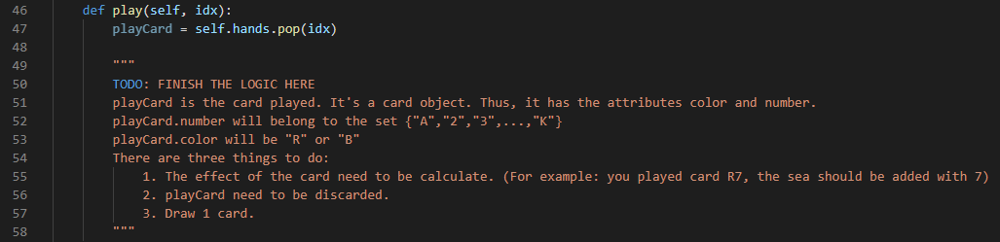 46 def play(self, idx):
47 playCard = self.hands.pop(idx)
48
49 """
50 TODO: FINISH THE LOGIC HERE
51 playCard is the card played. It's a card object. Thus, it has the attributes color and number.
52 playCard.number will belong to the set {"A","2","3",...,"K"}
53 playCard.color will be "R" or "B"
54 There are three things to do:
55 1. The effect of the card need to be calculate. (For example: you played card R7, the sea should be added with 7)
56 2. playCard need to be discarded.
57 3. Draw 1 card.
58 """